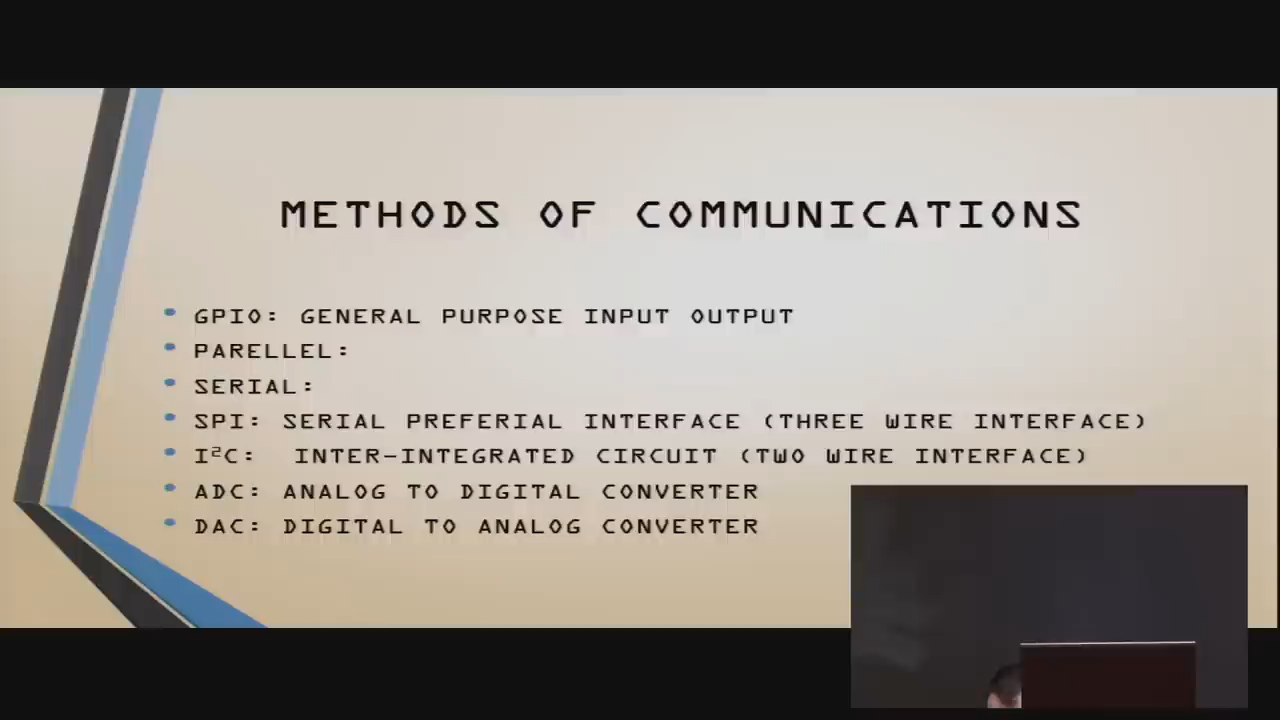 METHODS OF COMMUNICATIONS
• GPIO: GENERAL PURPOSE INPUT OUTPUT
• PARELLEL:
• SERIAL:
• SPI: SERIAL PREFERIAL INTERFACE (THREE WIRE INTERFACE)
• I²C: INTER-INTEGRATED CIRCUIT (TWO WIRE INTERFACE)
• ADC: ANALOG TO DIGITAL CONVERTER
• DAC: DIGITAL TO ANALOG CONVERTER